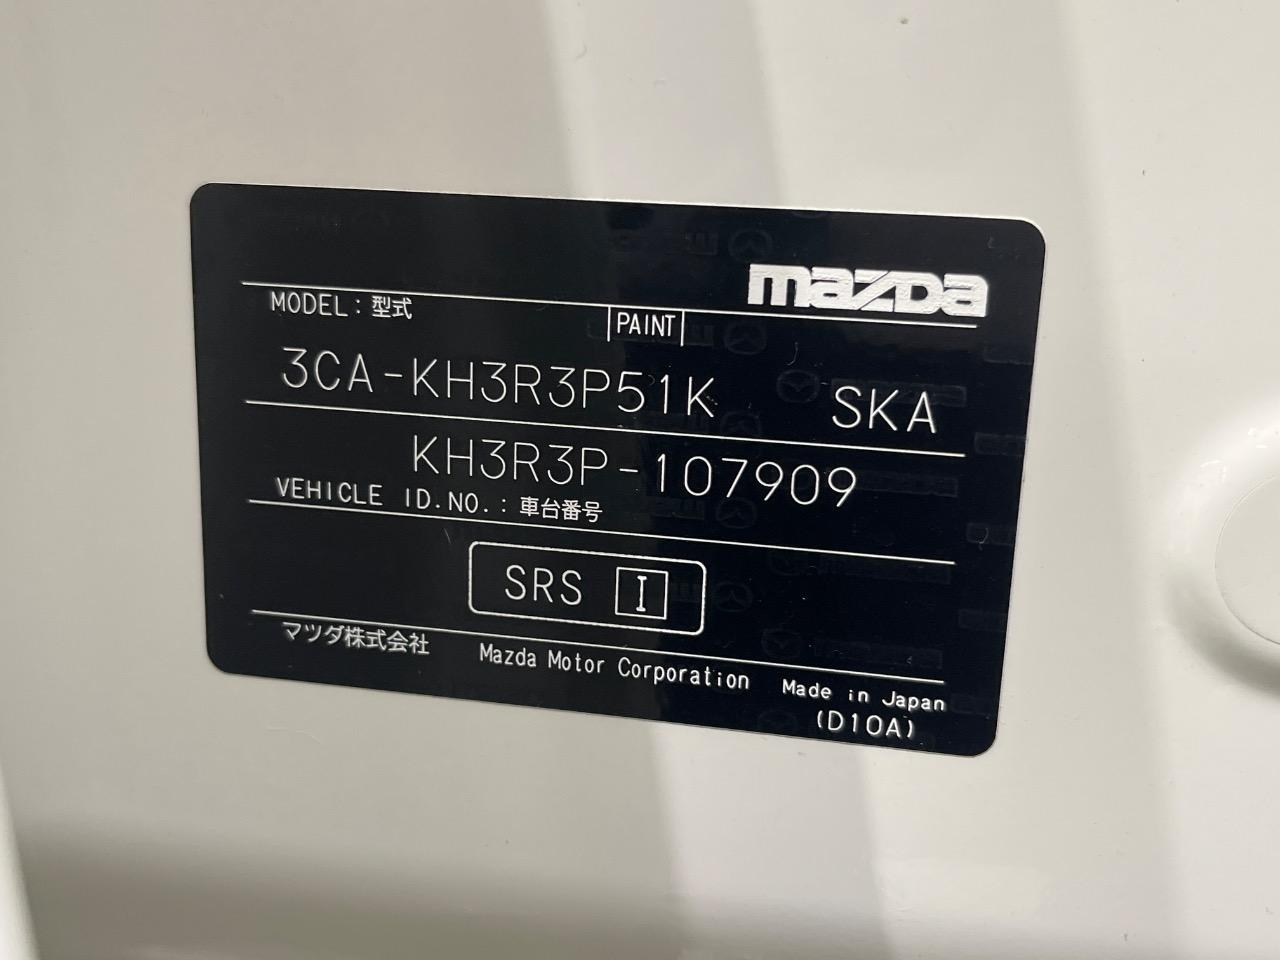 mazda
MODEL : 型式 PAINT
3CA-KH3R3P51K SKA
KH3R3P-107909
VEHICLE ID.NO. : 車台番号
SRS I
マツダ株式会社 Mazda Motor Corporation Made in Japan
(D10A)